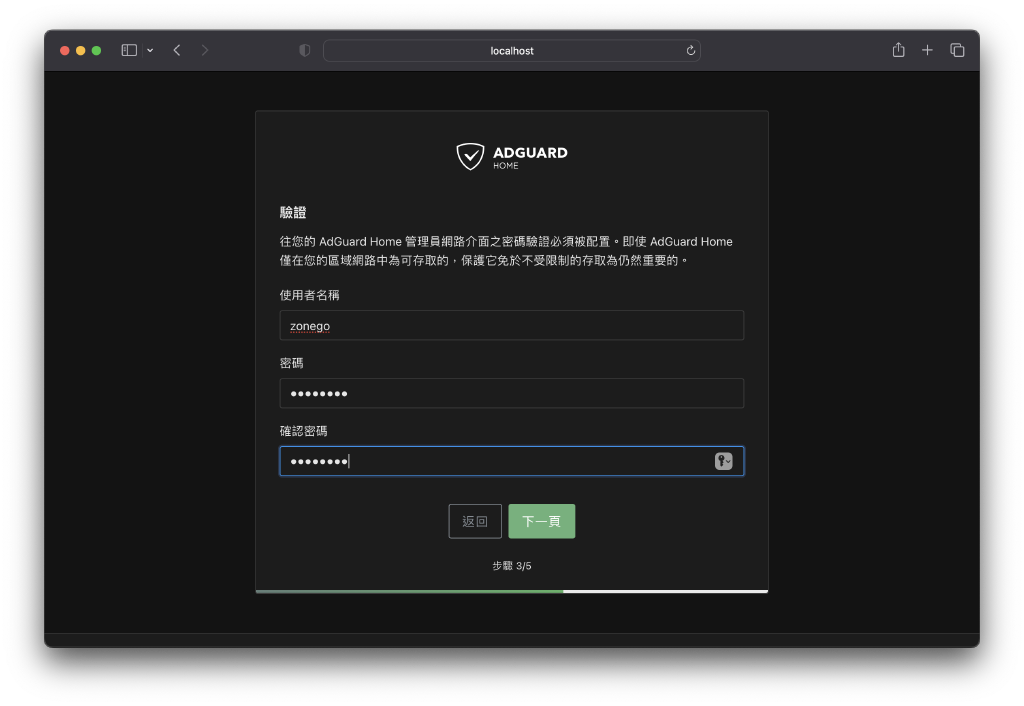 localhost
ADGUARD
HOME
驗證
往您的 AdGuard Home 管理員網路介面之密碼驗證必須被配置。即使 AdGuard Home
僅在您的區域網路中為可存取的，保護它免於不受限制的存取為仍然重要的。
使用者名稱
zonego
密碼
••••••••
確認密碼
••••••••
返回
下一頁
步驟 3/5